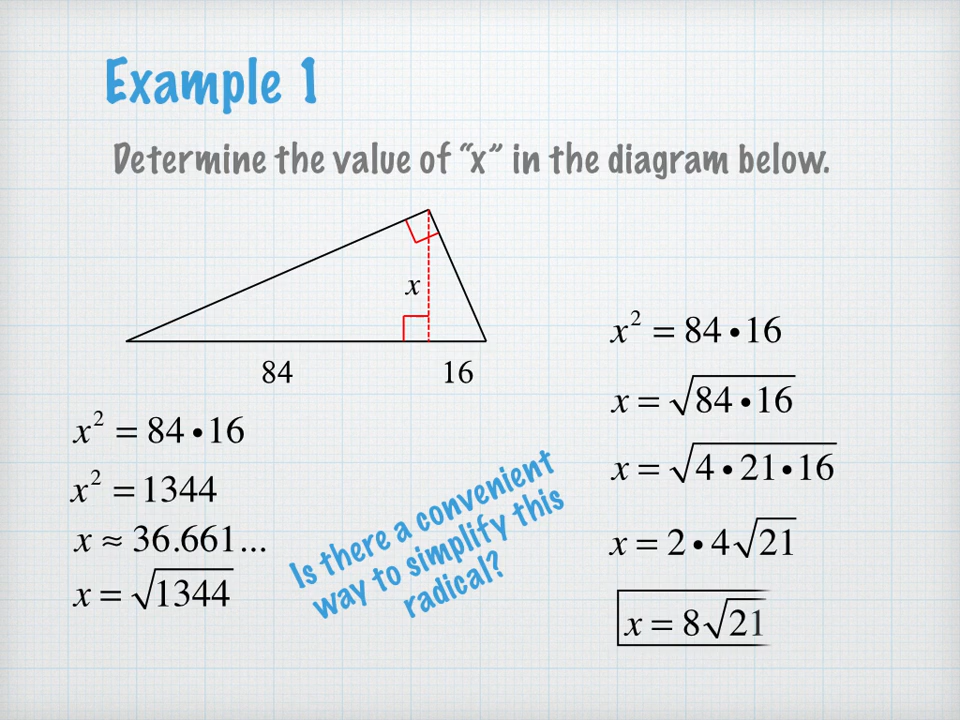 Example 1
Determine the value of “x” in the diagram below.
x
84 16
x² = 84•16
x² = 1344
x ≈ 36.661...
x = √1344
Is there a convenient
way to simplify this
radical?
x² = 84•16
x = √84•16
x = √4•21•16
x = 2•4√21
x = 8√21